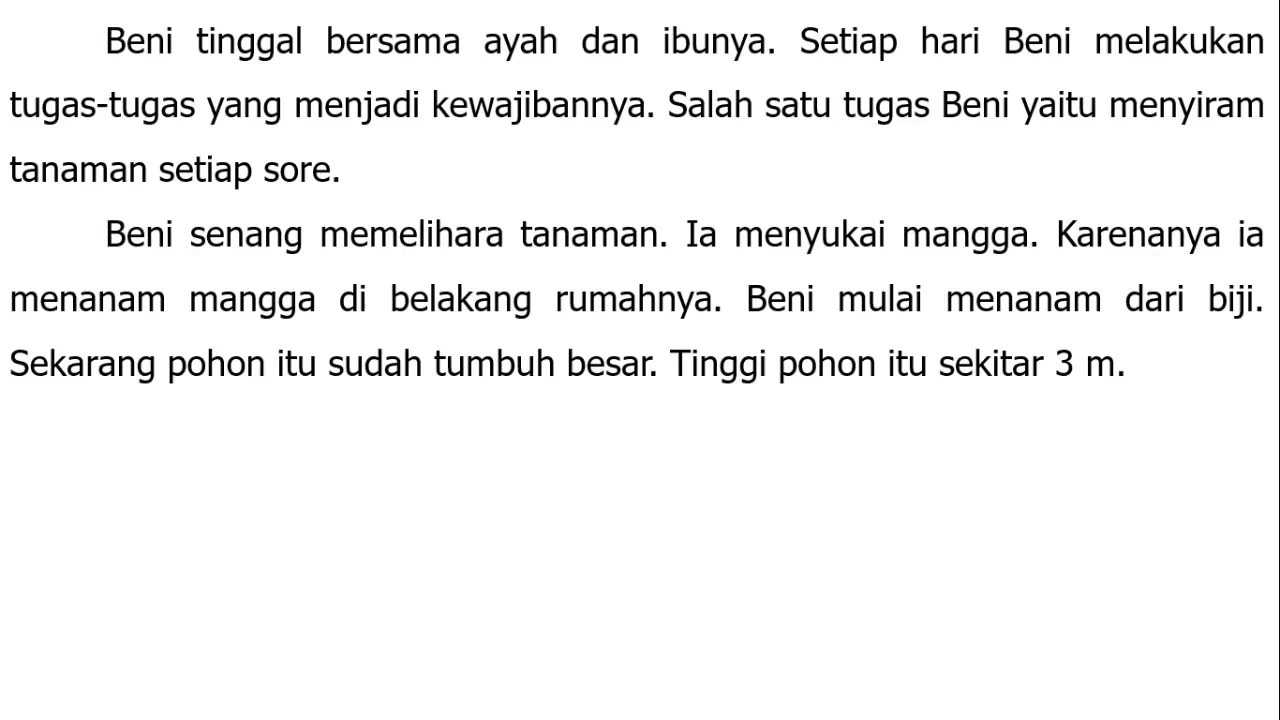 Beni tinggal bersama ayah dan ibunya. Setiap hari Beni melakukan
tugas-tugas yang menjadi kewajibannya. Salah satu tugas Beni yaitu menyiram
tanaman setiap sore.
Beni senang memelihara tanaman. Ia menyukai mangga. Karenanya ia
menanam mangga di belakang rumahnya. Beni mulai menanam dari biji.
Sekarang pohon itu sudah tumbuh besar. Tinggi pohon itu sekitar 3 m.